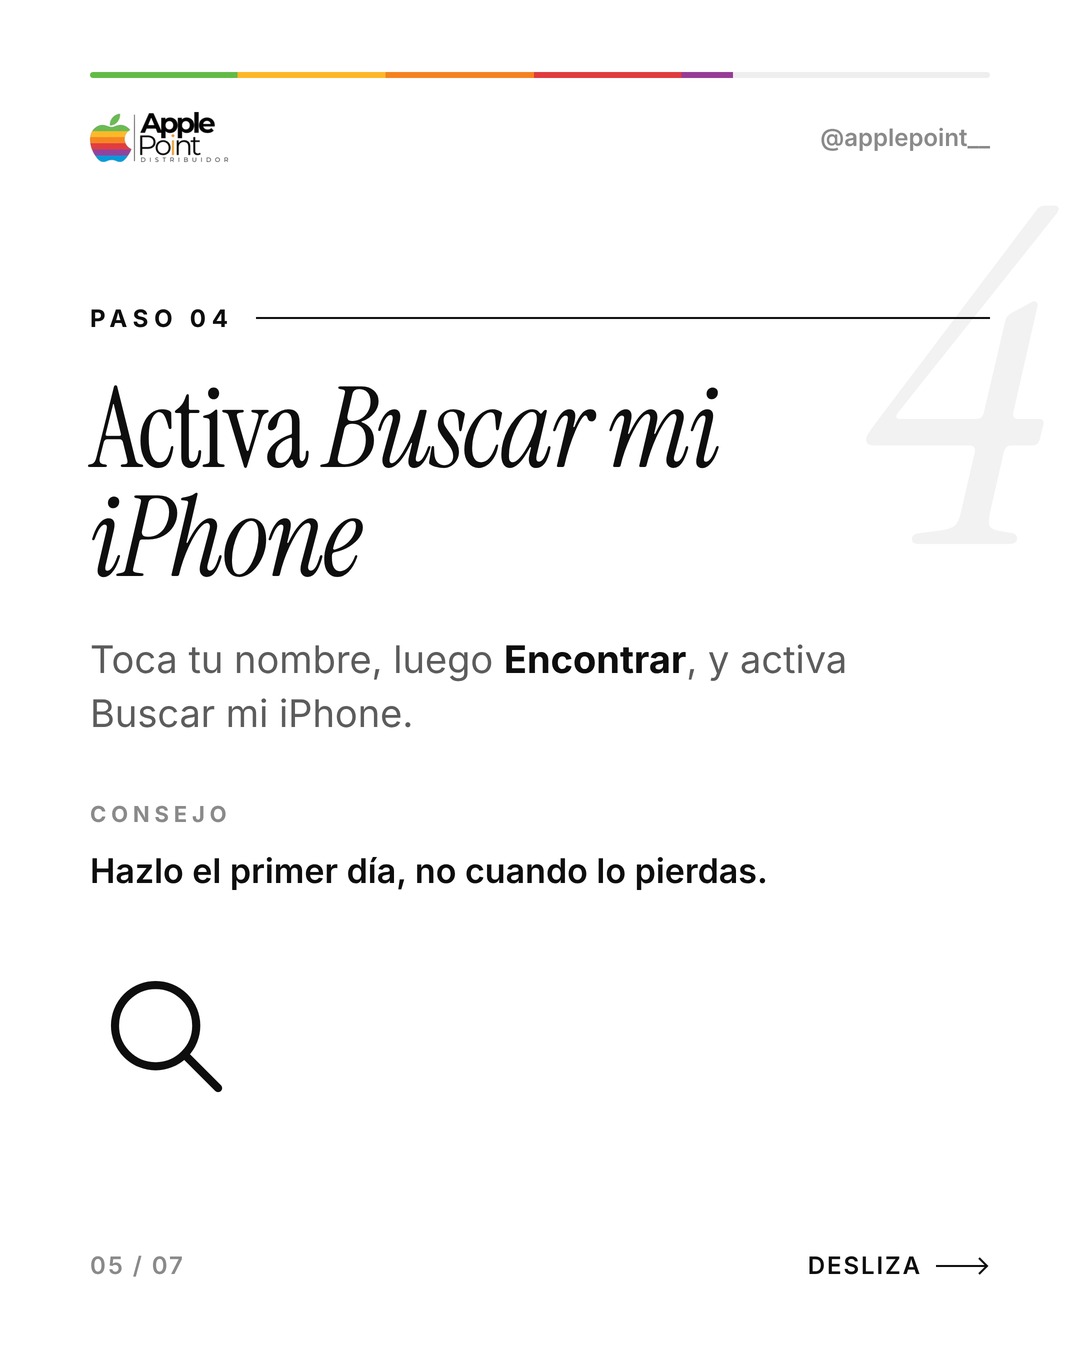 Apple
Point
DISTRIBUIDOR
@applepoint__
4
PASO 04
Activa Buscar mi
iPhone
Toca tu nombre, luego Encontrar, y activa
Buscar mi iPhone.
CONSEJO
Hazlo el primer día, no cuando lo pierdas.
05 / 07
DESLIZA